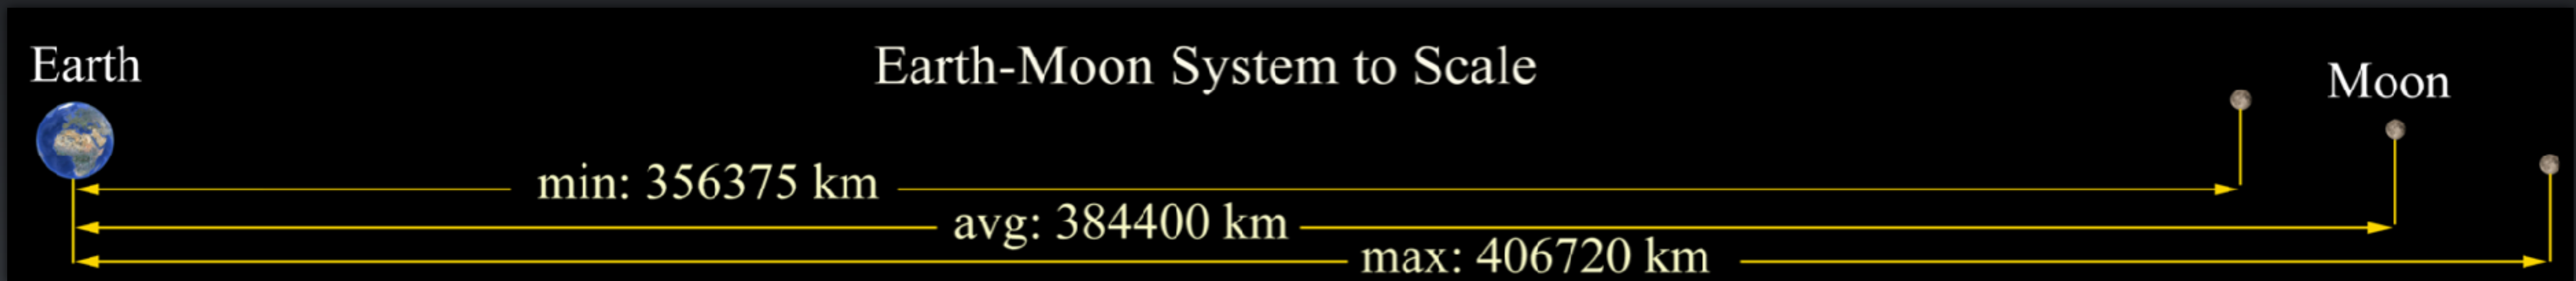 Earth
Earth-Moon System to Scale
Moon
min: 356375 km
avg: 384400 km
max: 406720 km